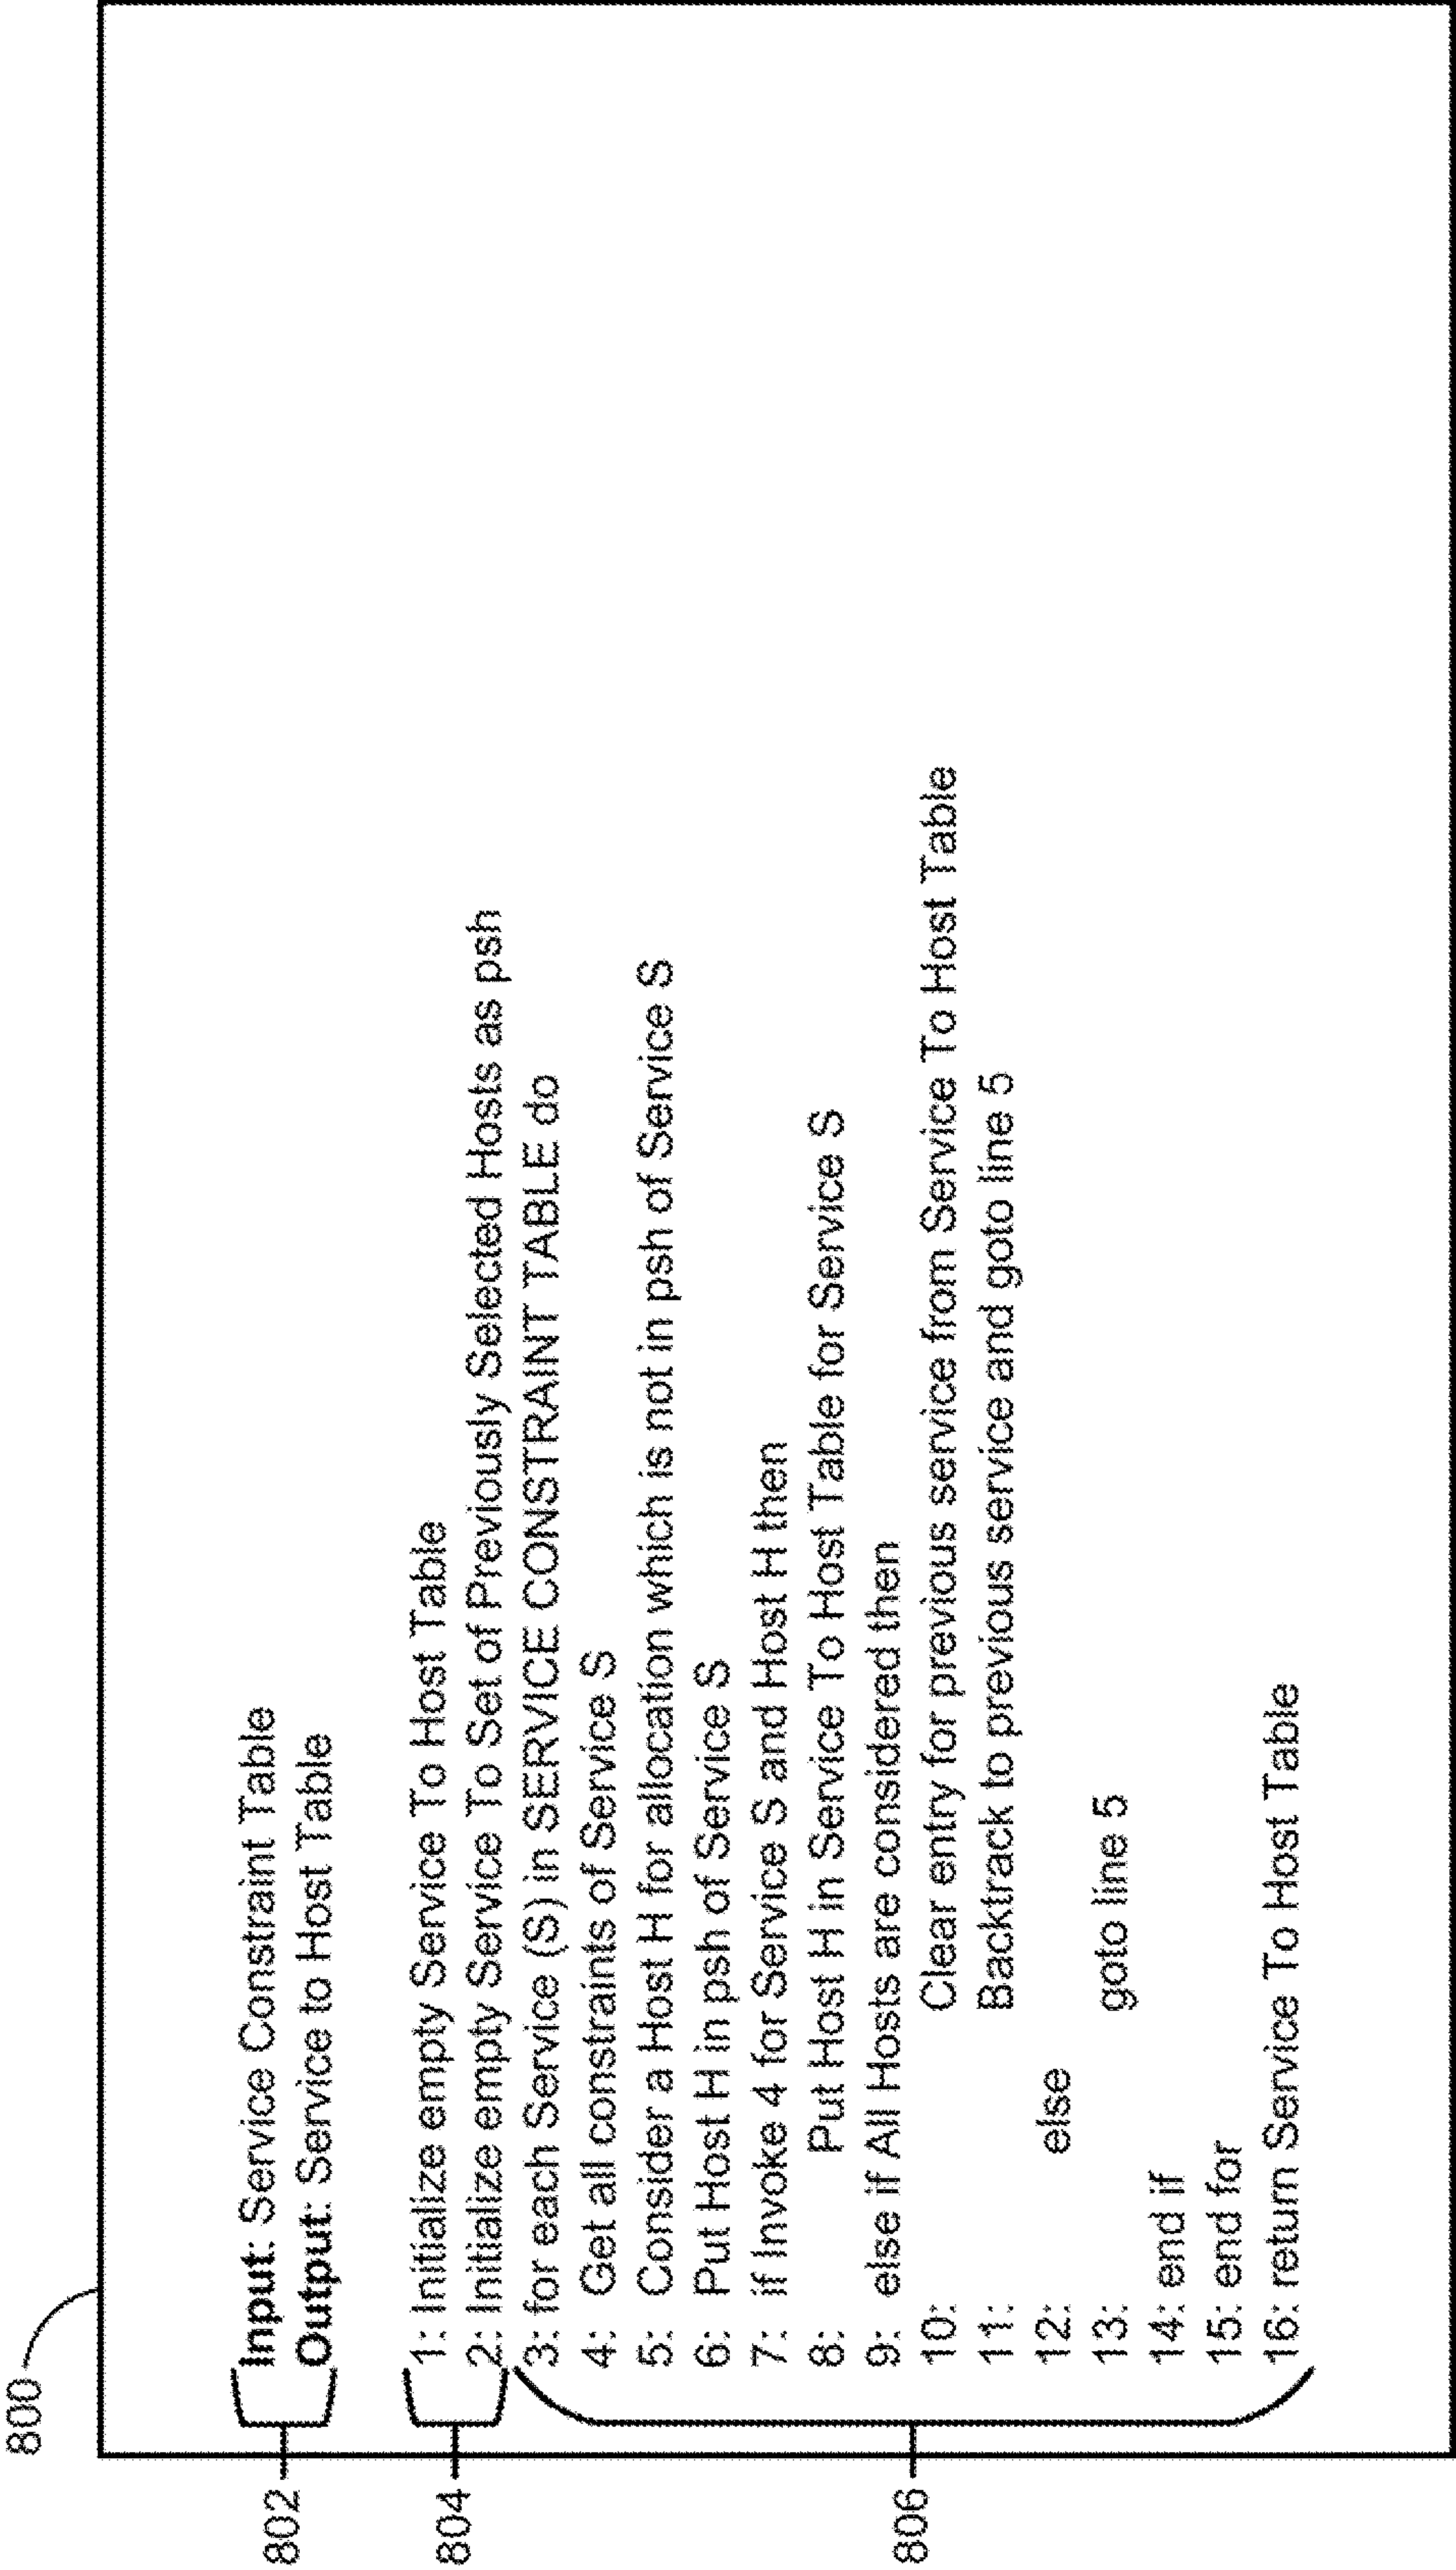 800
802
Input: Service Constraint Table
Output: Service to Host Table
804
1: Initialize empty Service To Host Table
2: Initialize empty Service To Set of Previously Selected Hosts as psh
806
3: for each Service (S) in SERVICE CONSTRAINT TABLE do
4: Get all constraints of Service S
5: Consider a Host H for allocation which is not in psh of Service S
6: Put Host H in psh of Service S
7: if Invoke 4 for Service S and Host H then
8: Put Host H in Service To Host Table for Service S
9: else if All Hosts are considered then
10: Clear entry for previous service from Service To Host Table
11: Backtrack to previous service and goto line 5
12: else
13: goto line 5
14: end if
15: end for
16: return Service To Host Table